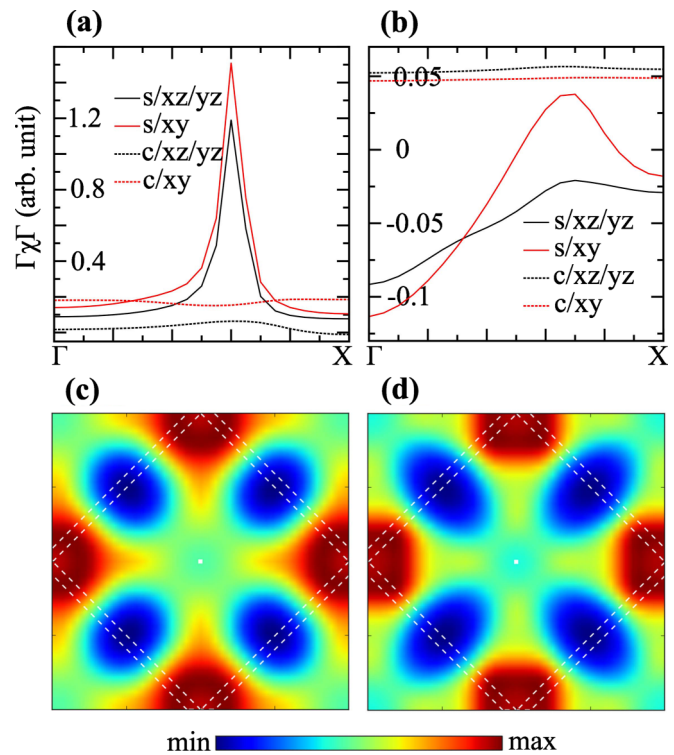 (a)
(b)
ΓχΓ (arb. unit)
1.2
0.8
0.4
s/xz/yz
s/xy
c/xz/yz
c/xy
Γ
X
0.05
0
-0.05
-0.1
s/xz/yz
s/xy
c/xz/yz
c/xy
Γ
X
(c)
(d)
min
max